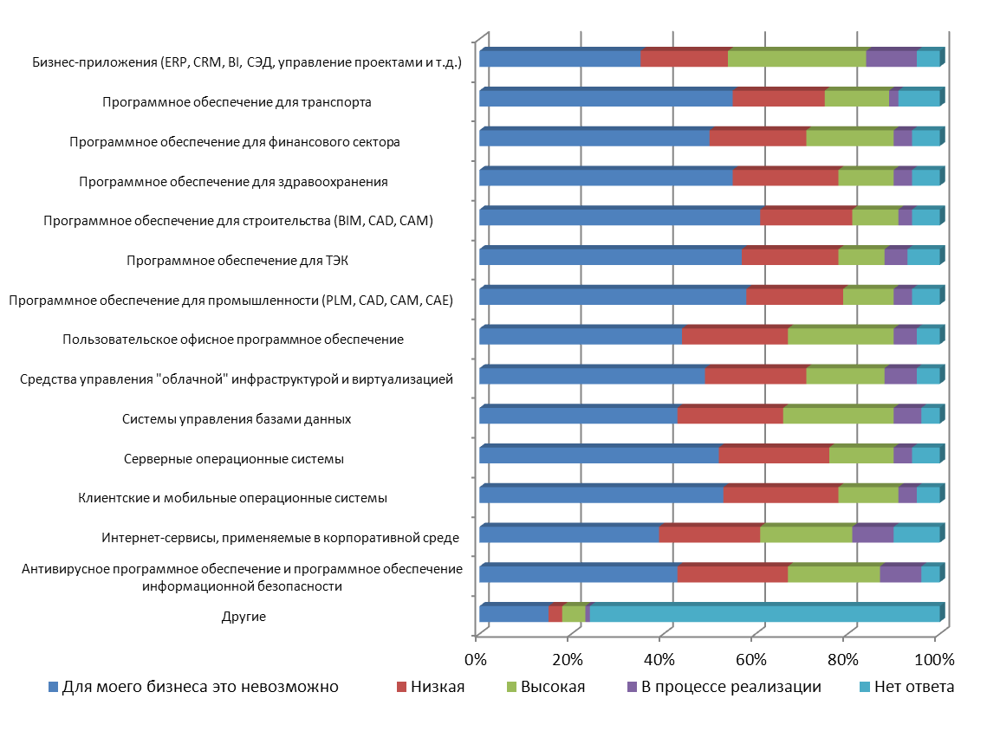 Бизнес-приложения (ERP, CRM, BI, СЭД, управление проектами и т.д.)
Программное обеспечение для транспорта
Программное обеспечение для финансового сектора
Программное обеспечение для здравоохранения
Программное обеспечение для строительства (BIM, CAD, CAM)
Программное обеспечение для ТЭК
Программное обеспечение для промышленности (PLM, CAD, CAM, CAE)
Пользовательское офисное программное обеспечение
Средства управления "облачной" инфраструктурой и виртуализацией
Системы управления базами данных
Серверные операционные системы
Клиентские и мобильные операционные системы
Интернет-сервисы, применяемые в корпоративной среде
Антивирусное программное обеспечение и программное обеспечение
информационной безопасности
Другие
0% 20% 40% 60% 80% 100%
Для моего бизнеса это невозможно Низкая Высокая В процессе реализации Нет ответа